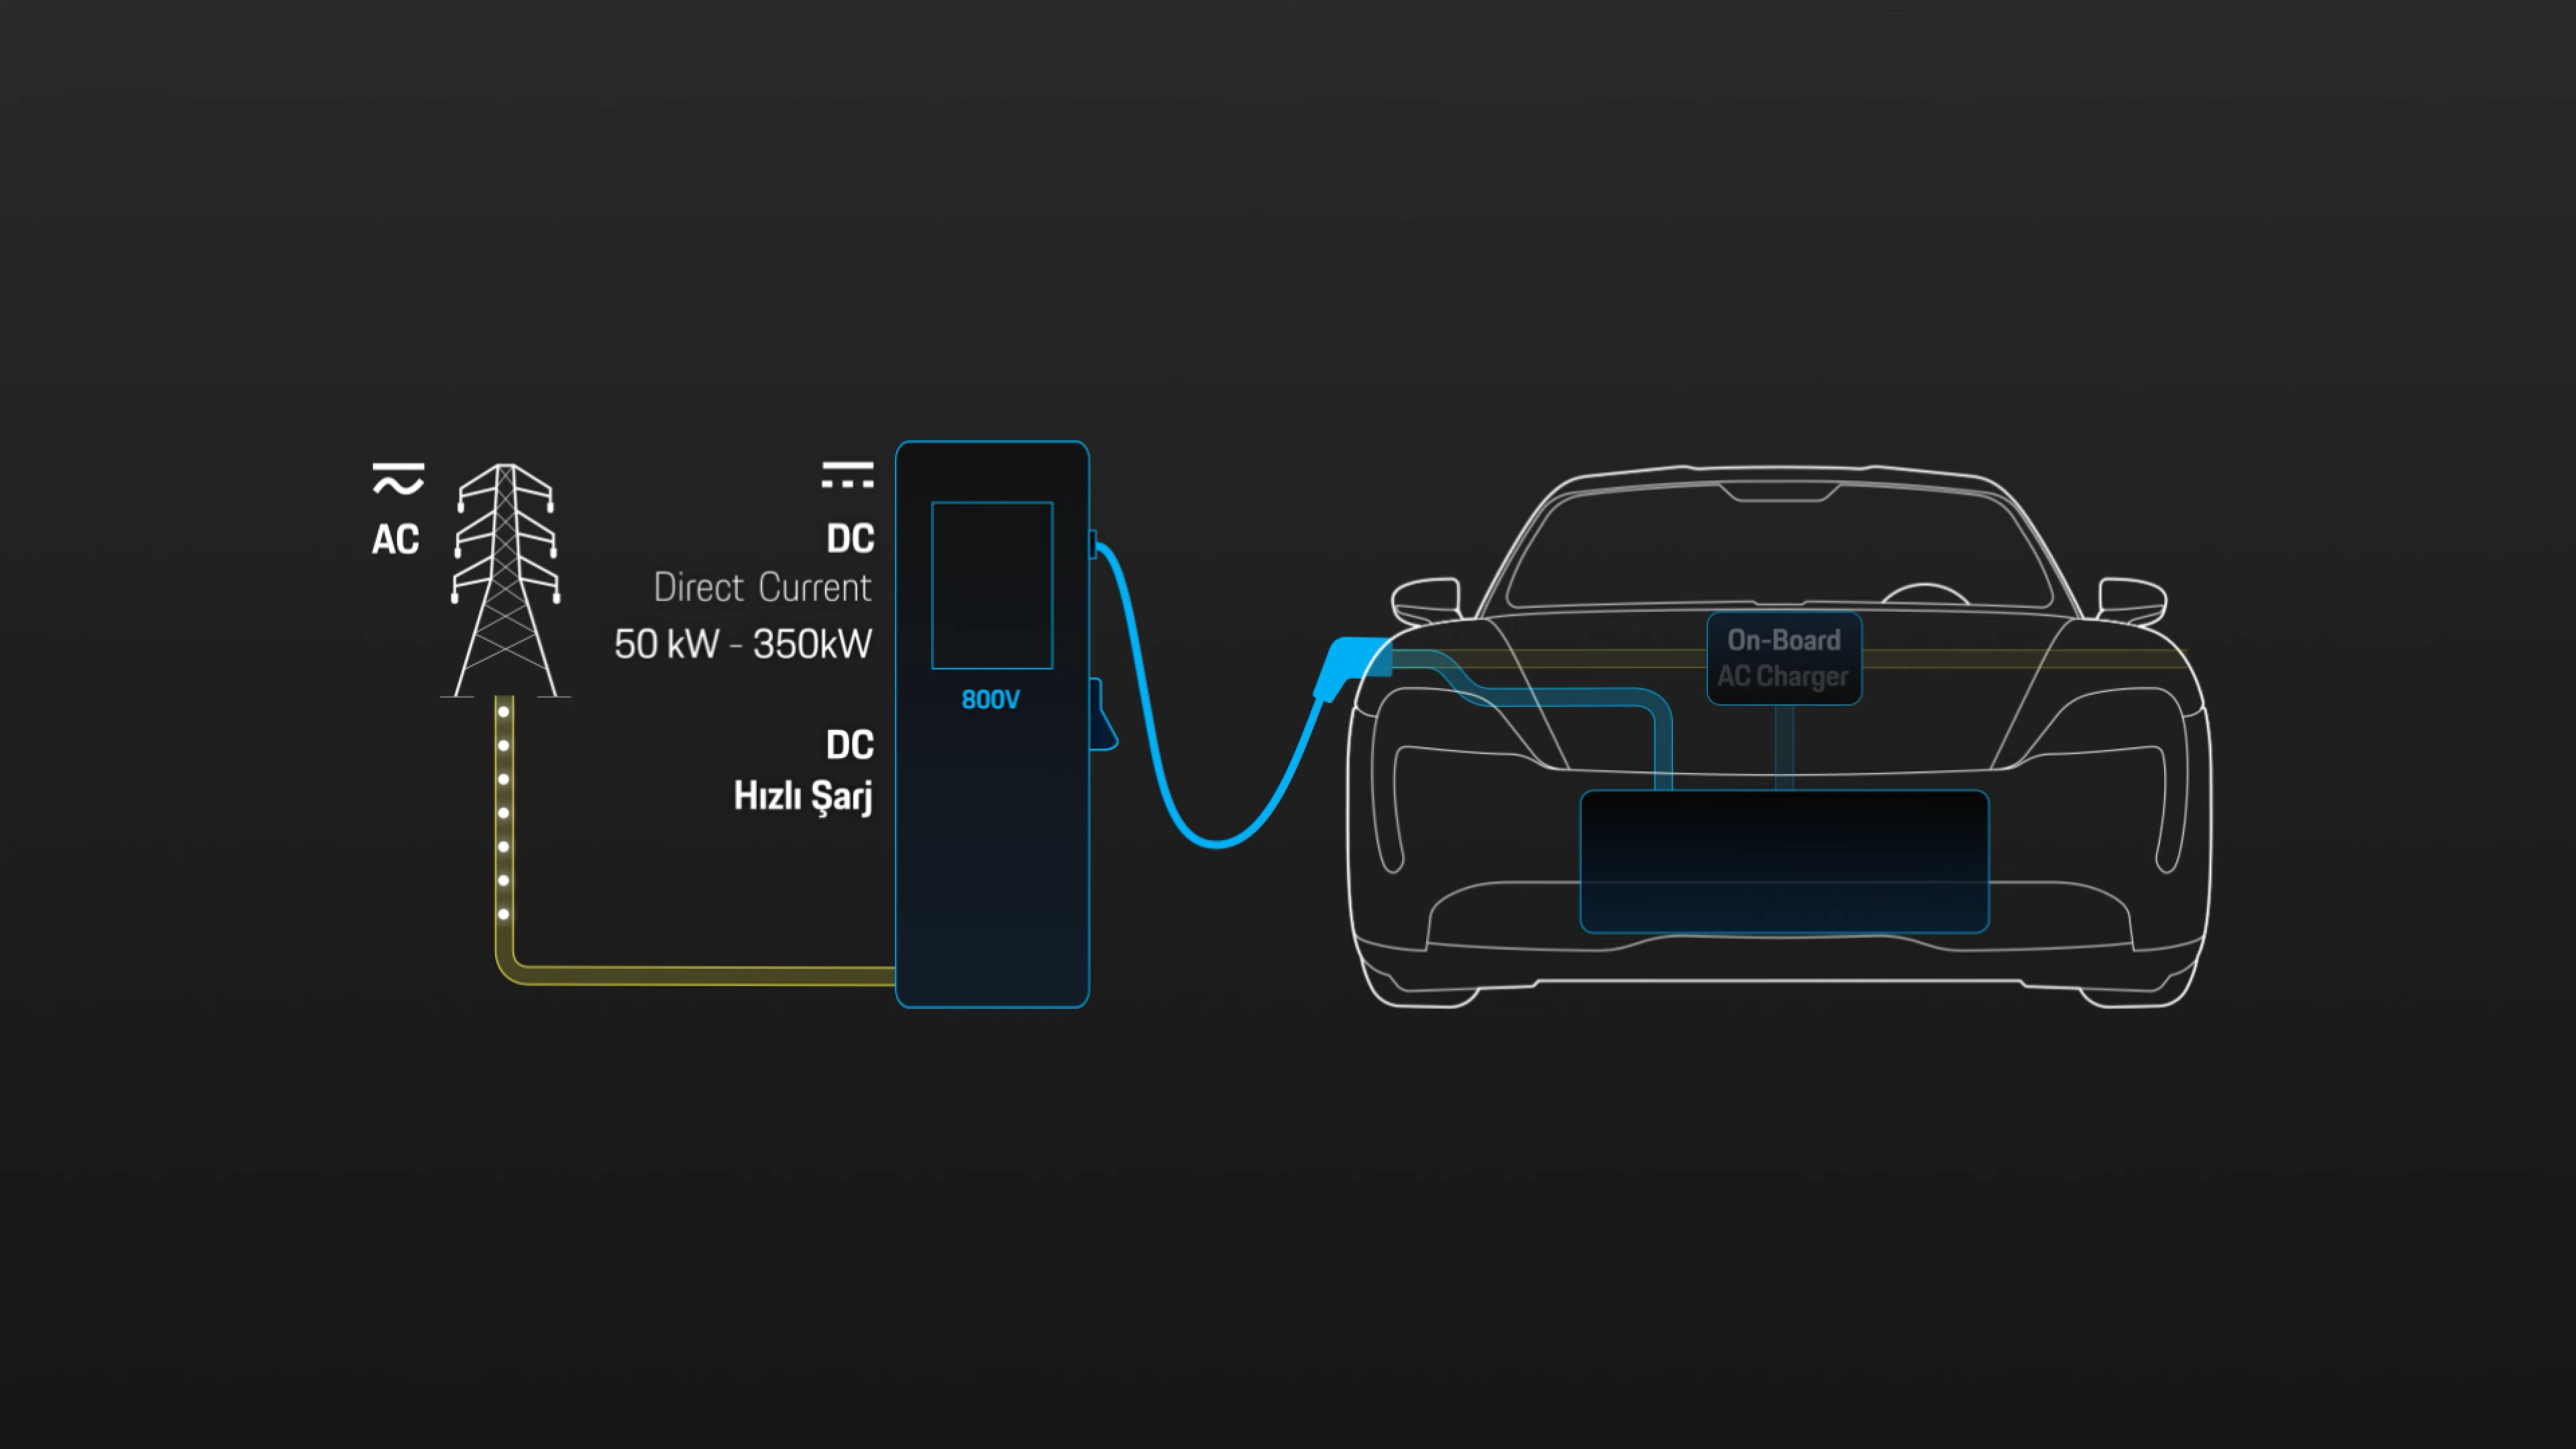 AC
DC
Direct Current
50 kW - 350kW
DC
Hızlı Şarj
800V
On-Board
AC Charger